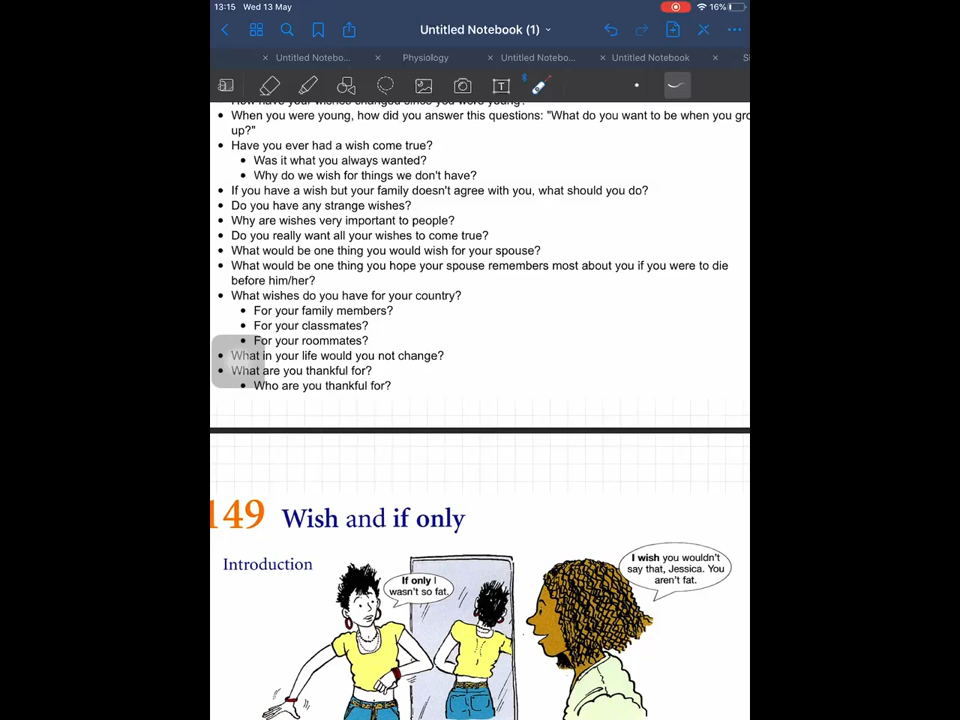 13:15 Wed 13 May
16%
Untitled Notebook (1)
Untitled Notebo...
Physiology
Untitled Notebo...
Untitled Notebook
T
When you were young, how did you answer this questions: "What do you want to be when you gro
up?"
Have you ever had a wish come true?
Was it what you always wanted?
Why do we wish for things we don't have?
If you have a wish but your family doesn't agree with you, what should you do?
Do you have any strange wishes?
Why are wishes very important to people?
Do you really want all your wishes to come true?
What would be one thing you would wish for your spouse?
What would be one thing you hope your spouse remembers most about you if you were to die
before him/her?
What wishes do you have for your country?
For your family members?
For your classmates?
For your roommates?
What in your life would you not change?
What are you thankful for?
Who are you thankful for?
149 Wish and if only
Introduction
If only I
wasn't so fat.
I wish you wouldn't
say that, Jessica. You
aren't fat.